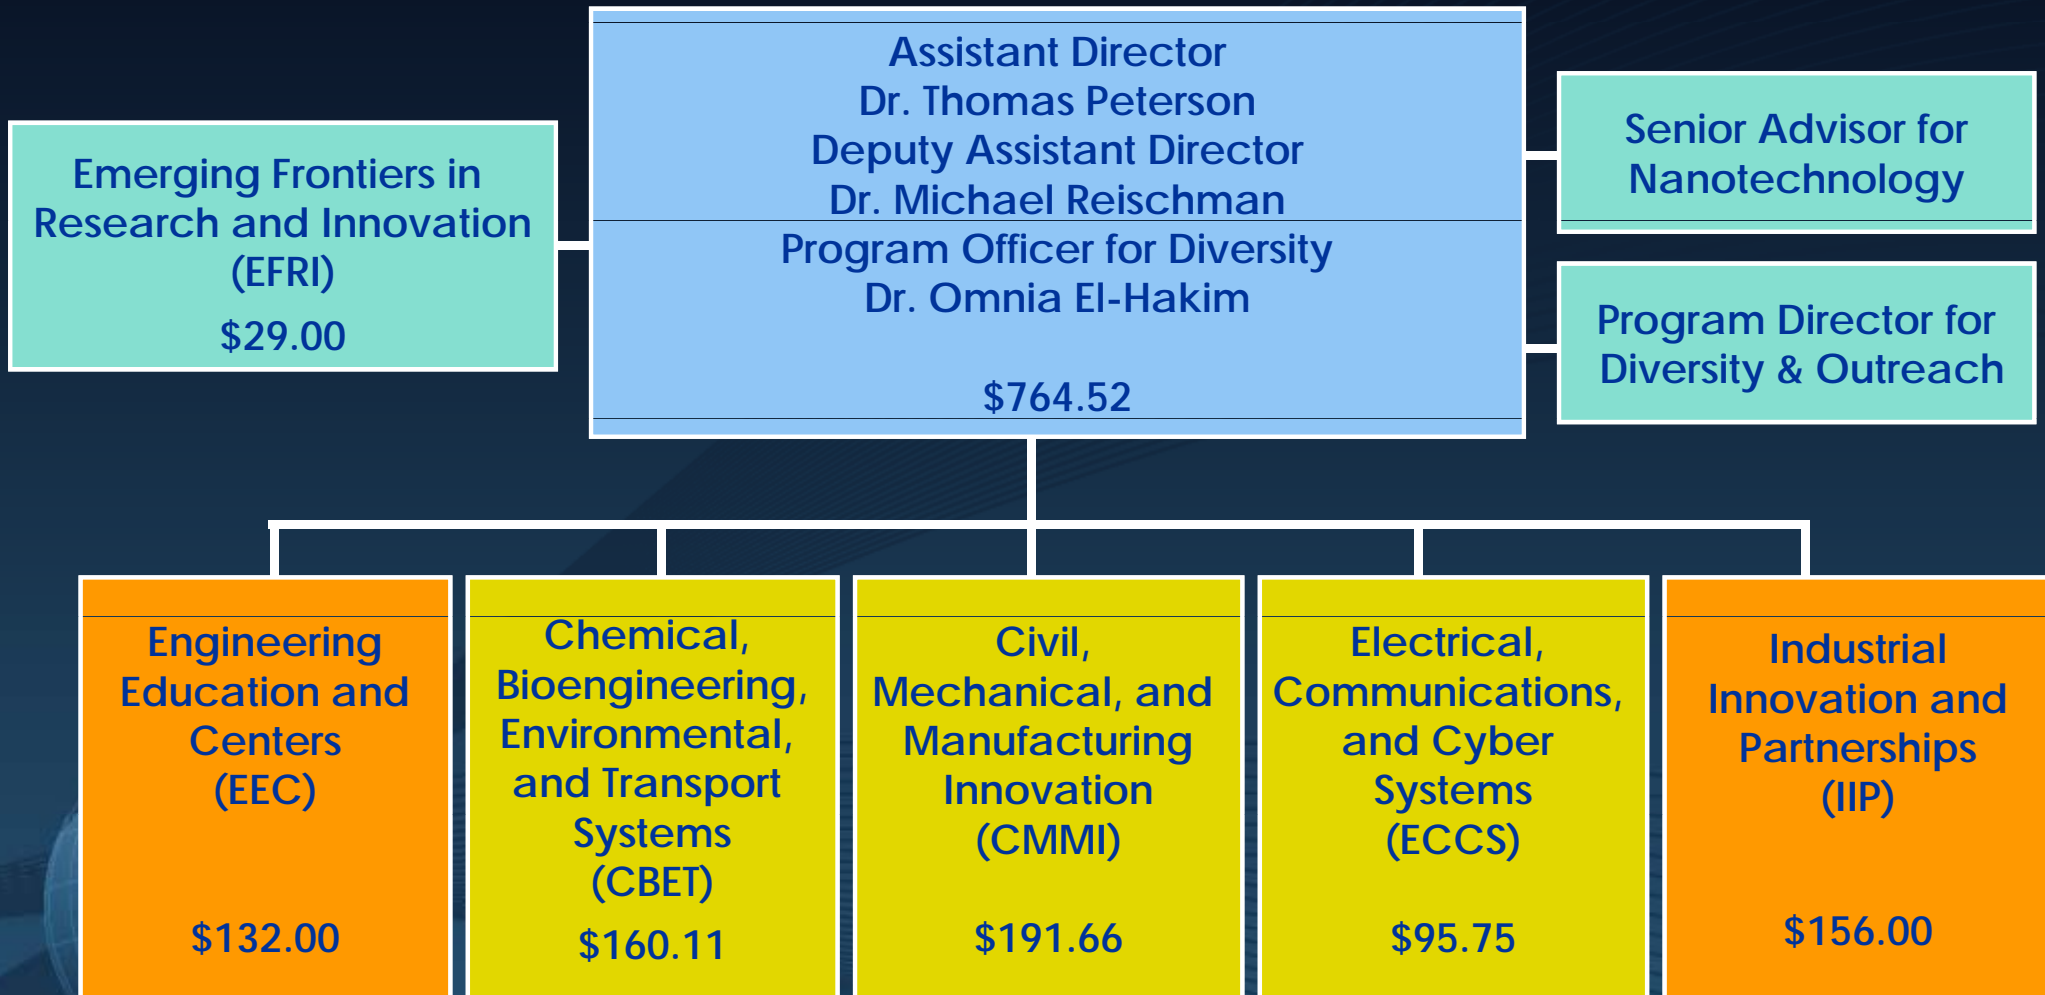 Assistant Director
Dr. Thomas Peterson
Deputy Assistant Director
Dr. Michael Reischman
Program Officer for Diversity
Dr. Omnia El-Hakim
$764.52
Emerging Frontiers in
Research and Innovation
(EFRI)
$29.00
Senior Advisor for
Nanotechnology
Program Director for
Diversity & Outreach
Engineering
Education and
Centers
(EEC)
$132.00
Chemical,
Bioengineering,
Environmental,
and Transport
Systems
(CBET)
$160.11
Civil,
Mechanical, and
Manufacturing
Innovation
(CMMI)
$191.66
Electrical,
Communications,
and Cyber
Systems
(ECCS)
$95.75
Industrial
Innovation and
Partnerships
(IIP)
$156.00